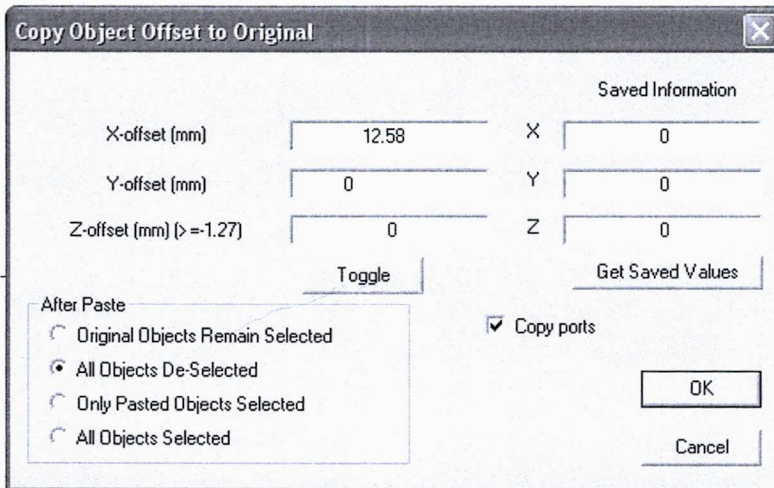 Copy Object Offset to Original
Saved Information
X-offset (mm) 12.58 X 0
Y-offset (mm) 0 Y 0
Z-offset (mm) (>=-1.27) 0 Z 0
Toggle Get Saved Values
After Paste
Original Objects Remain Selected
Copy ports
All Objects De-Selected
Only Pasted Objects Selected
All Objects Selected
OK
Cancel